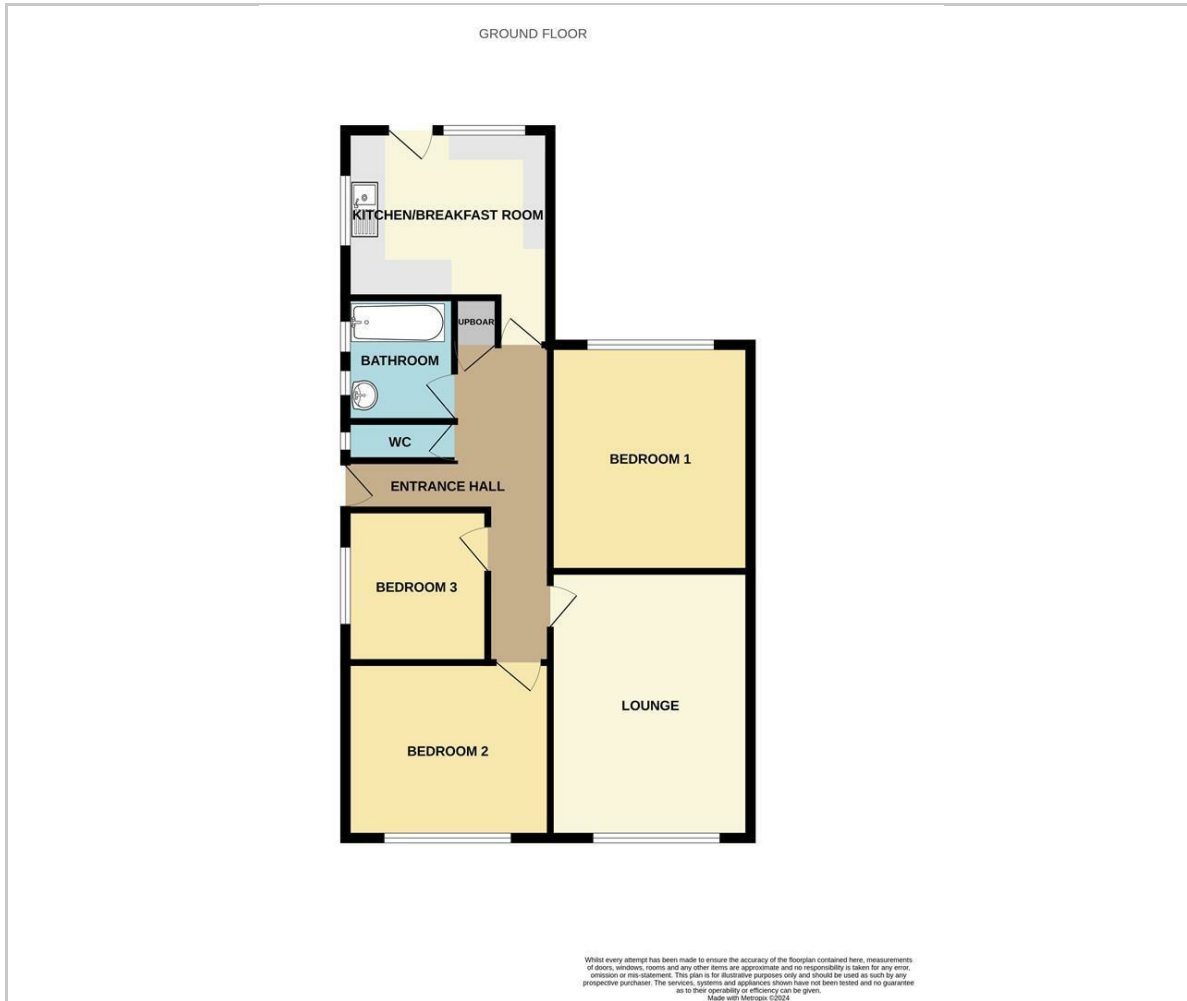 GROUND FLOOR
KITCHEN/BREAKFAST ROOM
UPBOAR
BATHROOM
WC
BEDROOM 1
ENTRANCE HALL
BEDROOM 3
LOUNGE
BEDROOM 2
Whilst every attempt has been made to ensure the accuracy of the floorplan contained here, measurements
of doors, windows, rooms and any other items are approximate and no responsibility is taken for any error,
omission or mis-statement. This plan is for illustrative purposes only and should be used as such by any
prospective purchaser. The services, systems and appliances shown have not been tested and no guarantee
as to their operability or efficiency can be given.
Made with Metropix ©2024